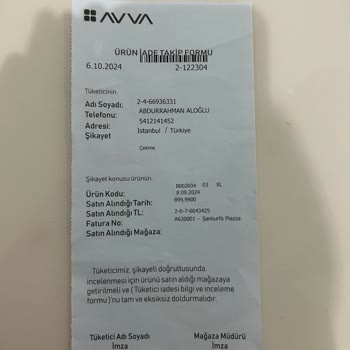 AVVA
ÜRÜN İADE TAKİP FORMU
6.10.2024 2-122304
Tüketicinin.
2-4-66936331
Adı Soyadı: ABDURRAHMAN ALOĞLU
Telefonu: 5412141452
Adresi: İstanbul / Türkiye
Şikayet
Çekme
Şikayet konusu ürünün.
Ürün Kodu: B002034 03 XL
Satın Alındığı Tarih: 8.09.2024
Satın Alındığı TL: 899,9900
Fatura No: 2-R-7-6043425
Satın Alındığı Mağaza: A630001 - Şanlıurfa Piazza
Tüketicimiz, şikayeti doğrultusunda,
incelenmesi için ürünü satın aldığı mağazaya
getirilmeli ve ( Tüketici iadesi bilgi ve inceleme
formu )'nu tam ve eksiksiz doldurmalıdır.
Tüketici Adı Soyadı Mağaza Müdürü
İmza İmza